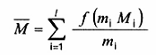 M̅ = ∑_{i=1}^{l} f(m_i M_i) / m_i